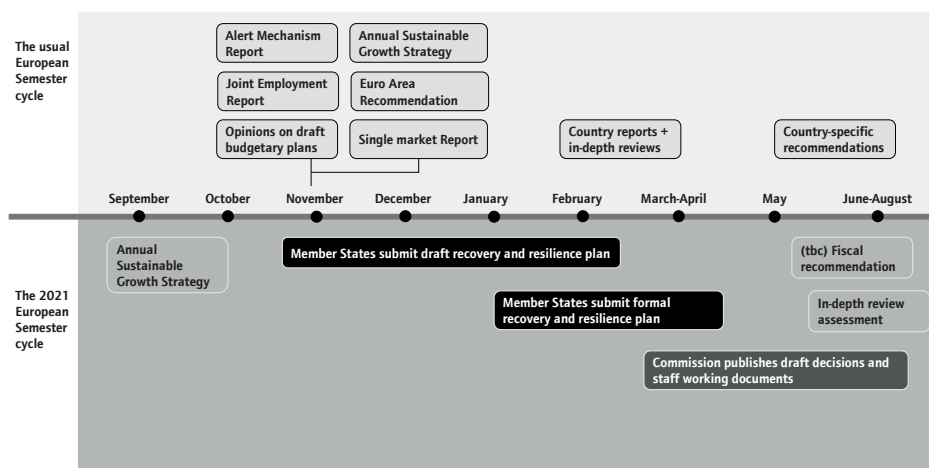 The usual
European
Semester
cycle
Alert Mechanism
Report
Annual Sustainable
Growth Strategy
Joint Employment
Report
Euro Area
Recommendation
Opinions on draft
budgetary plans
Single market Report
Country reports +
in-depth reviews
Country-specific
recommendations
September
October
November
December
January
February
March-April
May
June-August
The 2021
European
Semester
cycle
Annual
Sustainable
Growth Strategy
Member States submit draft recovery and resilience plan
(tbc) Fiscal
recommendation
Member States submit formal
recovery and resilience plan
In-depth review
assessment
Commission publishes draft decisions and
staff working documents